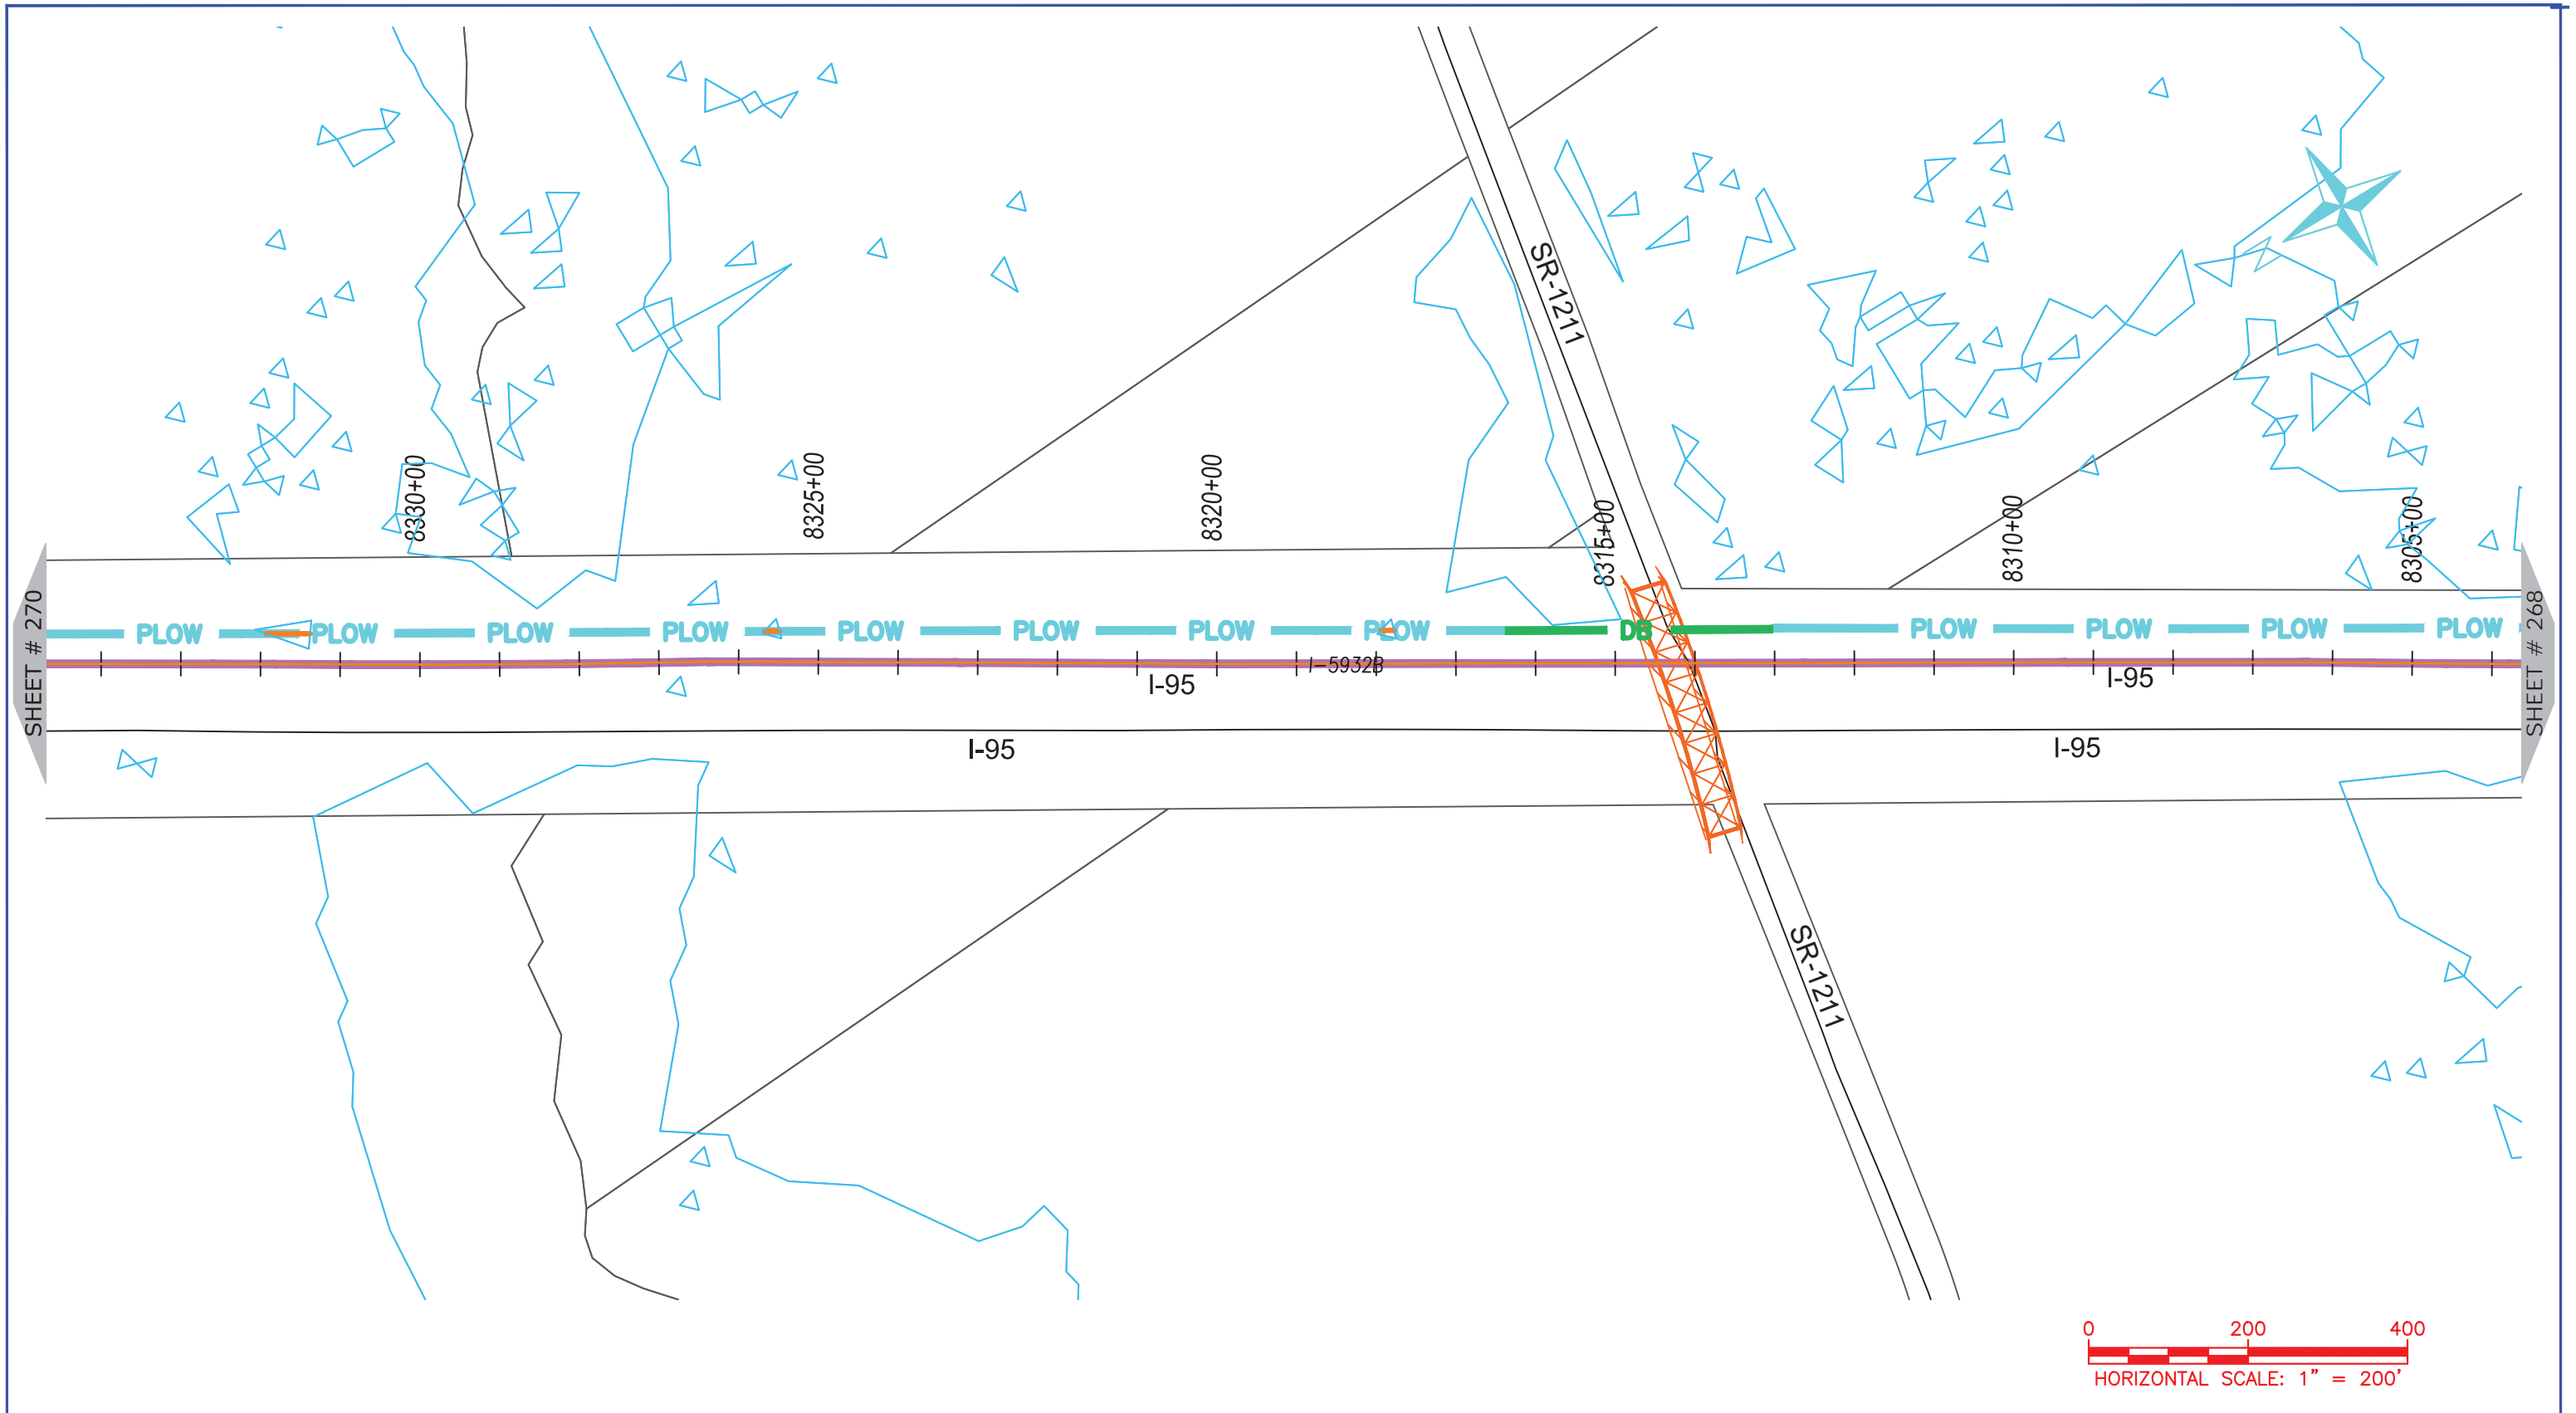 SR-1211
8330+00
8325+00
8320+00
8315+00
8310+00
8305+00
SHEET # 270
SHEET # 268
PLOW PLOW PLOW PLOW PLOW PLOW PLOW PLOW DB PLOW PLOW PLOW PLOW
I-5932B
I-95
I-95
I-95
I-95
SR-1211
0 200 400
HORIZONTAL SCALE: 1" = 200'